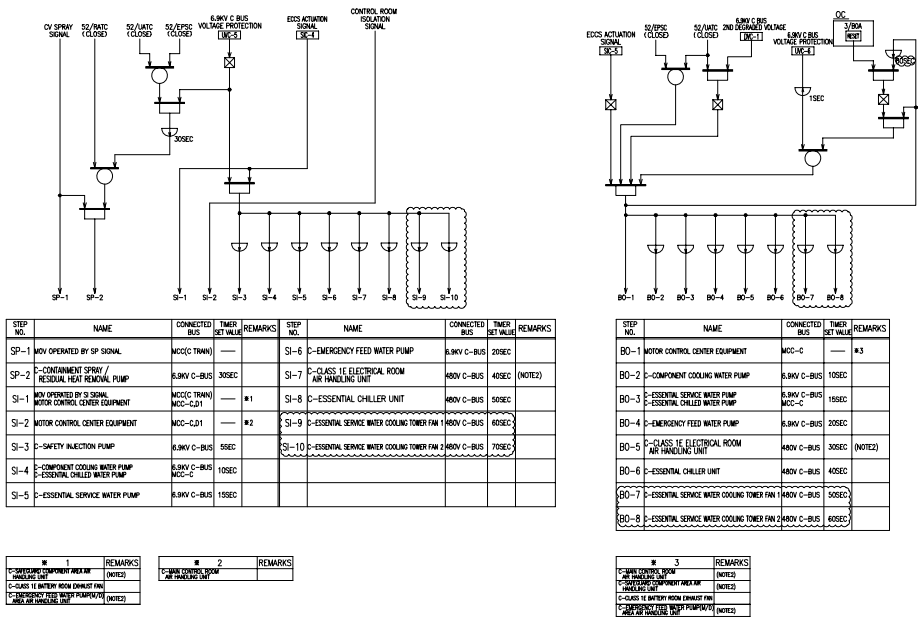 CV SPRAY SIGNAL
52/RATC (CLOSE)
52/UATC (CLOSE)
52/EPSC (CLOSE)
6.9KV C BUS VOLTAGE PROTECTION
UVC-5
ECCS ACTUATION SIGNAL
SIC-4
CONTROL ROOM ISOLATION SIGNAL
30SEC
SP-1 SP-2 SI-1 SI-2 SI-3 SI-4 SI-5 SI-6 SI-7 SI-8 SI-9 SI-10
ECCS ACTUATION SIGNAL
SIC-5
52/EPSC (CLOSE)
52/UATC (CLOSE)
6.9KV C BUS 2ND DEGRADED VOLTAGE
UVC-1
6.9KV C BUS VOLTAGE PROTECTION
UVC-6
OC
3/BOA
RESET
60SEC
1SEC
BO-1 BO-2 BO-3 BO-4 BO-5 BO-6 BO-7 BO-8
STEP NO. NAME CONNECTED BUS TIMER SET VALUE REMARKS
SP-1 MOV OPERATED BY SP SIGNAL MCC(C TRAIN) —
SP-2 C-CONTAINMENT SPRAY / RESIDUAL HEAT REMOVAL PUMP 6.9KV C-BUS 30SEC
SI-1 MOV OPERATED BY SI SIGNAL MOTOR CONTROL CENTER EQUIPMENT MCC(C TRAIN) MCC-C,D1 — ※1
SI-2 MOTOR CONTROL CENTER EQUIPMENT MCC-C,D1 — ※2
SI-3 C-SAFETY INJECTION PUMP 6.9KV C-BUS 5SEC
SI-4 C-COMPONENT COOLING WATER PUMP C-ESSENTIAL CHILLED WATER PUMP 6.9KV C-BUS MCC-C 10SEC
SI-5 C-ESSENTIAL SERVICE WATER PUMP 6.9KV C-BUS 15SEC
STEP NO. NAME CONNECTED BUS TIMER SET VALUE REMARKS
SI-6 C-EMERGENCY FEED WATER PUMP 6.9KV C-BUS 20SEC
SI-7 C-CLASS 1E ELECTRICAL ROOM AIR HANDLING UNIT 480V C-BUS 40SEC (NOTE2)
SI-8 C-ESSENTIAL CHILLER UNIT 480V C-BUS 50SEC
SI-9 C-ESSENTIAL SERVICE WATER COOLING TOWER FAN 1 480V C-BUS 60SEC
SI-10 C-ESSENTIAL SERVICE WATER COOLING TOWER FAN 2 480V C-BUS 70SEC
STEP NO. NAME CONNECTED BUS TIMER SET VALUE REMARKS
BO-1 MOTOR CONTROL CENTER EQUIPMENT MCC-C — ※3
BO-2 C-COMPONENT COOLING WATER PUMP 6.9KV C-BUS 10SEC
BO-3 C-ESSENTIAL SERVICE WATER PUMP C-ESSENTIAL CHILLED WATER PUMP 6.9KV C-BUS MCC-C 15SEC
BO-4 C-EMERGENCY FEED WATER PUMP 6.9KV C-BUS 20SEC
BO-5 C-CLASS 1E ELECTRICAL ROOM AIR HANDLING UNIT 480V C-BUS 30SEC (NOTE2)
BO-6 C-ESSENTIAL CHILLER UNIT 480V C-BUS 40SEC
BO-7 C-ESSENTIAL SERVICE WATER COOLING TOWER FAN 1 480V C-BUS 50SEC
BO-8 C-ESSENTIAL SERVICE WATER COOLING TOWER FAN 2 480V C-BUS 60SEC
※ 1 REMARKS
C-SAFEGUARD COMPONENT AREA AIR HANDLING UNIT (NOTE2)
C-CLASS 1E BATTERY ROOM EXHAUST FAN
C-EMERGENCY FEED WATER PUMP(M/D) AREA AIR HANDLING UNIT (NOTE2)
※ 2 REMARKS
C-MAIN CONTROL ROOM AIR HANDLING UNIT
※ 3 REMARKS
C-MAIN CONTROL ROOM AIR HANDLING UNIT (NOTE2)
C-SAFEGUARD COMPONENT AREA AIR HANDLING UNIT (NOTE2)
C-CLASS 1E BATTERY ROOM EXHAUST FAN
C-EMERGENCY FEED WATER PUMP(M/D) AREA AIR HANDLING UNIT (NOTE2)